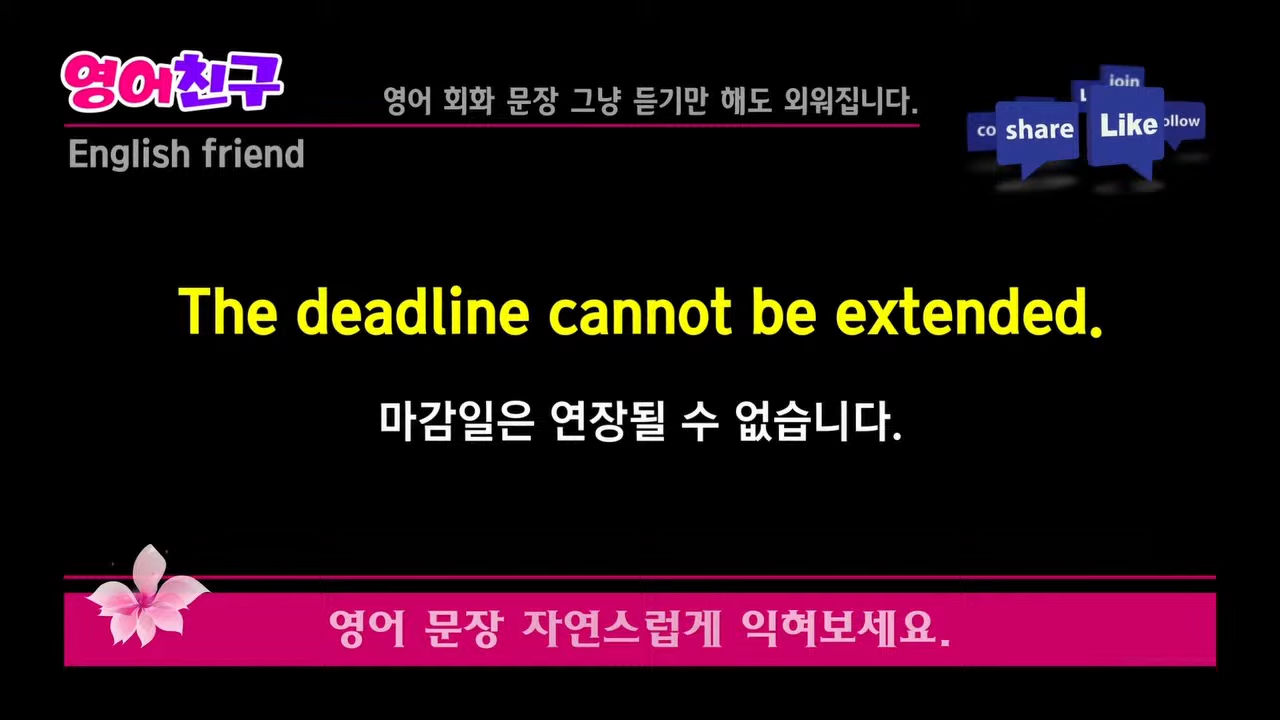 영어친구
영어 회화 문장 그냥 듣기만 해도 외워집니다.
English friend
join
share
Like
The deadline cannot be extended.
마감일은 연장될 수 없습니다.
영어 문장 자연스럽게 익혀보세요.